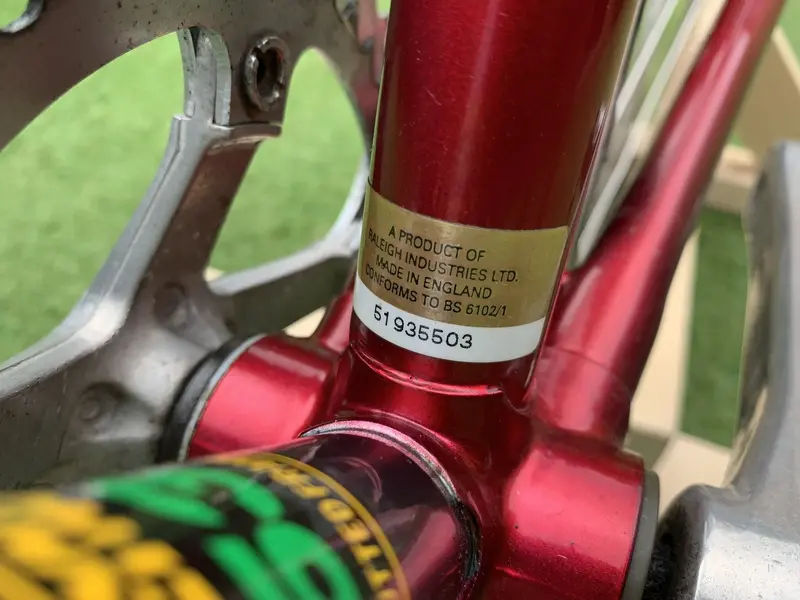 A PRODUCT OF
RALEIGH INDUSTRIES LTD.
MADE IN ENGLAND
CONFORMS TO BS 6102/1
51935503